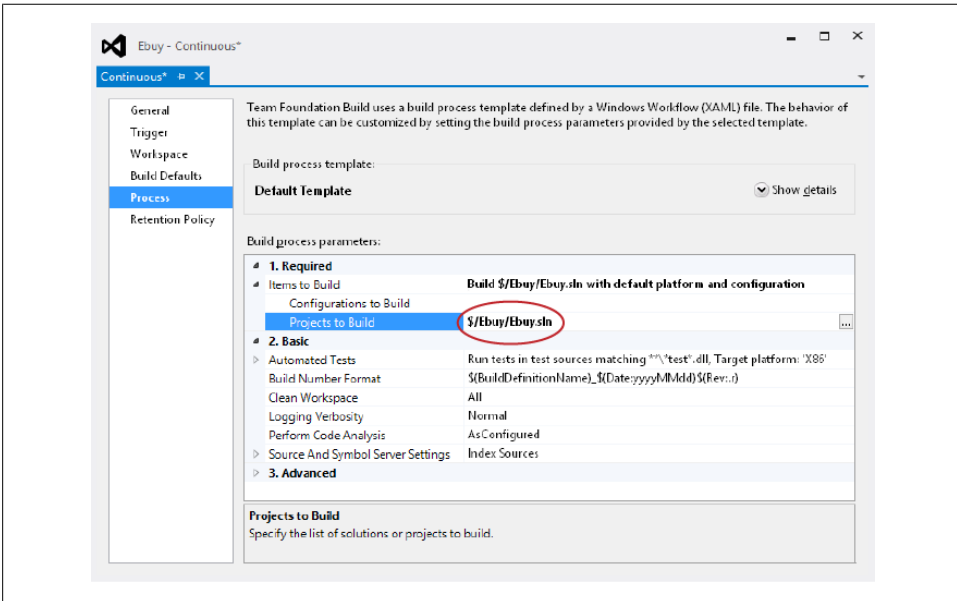 Ebuy - Continuous*
Continuous*
General
Trigger
Workspace
Build Defaults
Process
Retention Policy
Team Foundation Build uses a build process template defined by a Windows Workflow (XAML) file. The behavior of
this template can be customized by setting the build process parameters provided by the selected template.
Build process template:
Default Template
Show details
Build process parameters:
1. Required
Items to Build Build $/Ebuy/Ebuy.sln with default platform and configuration
Configurations to Build
Projects to Build $/Ebuy/Ebuy.sln ...
2. Basic
Automated Tests Run tests in test sources matching **\*test*.dll, Target platform: 'X86'
Build Number Format $(BuildDefinitionName)_$(Date:yyyyMMdd)$(Rev:.r)
Clean Workspace All
Logging Verbosity Normal
Perform Code Analysis AsConfigured
Source And Symbol Server Settings Index Sources
3. Advanced
Projects to Build
Specify the list of solutions or projects to build.